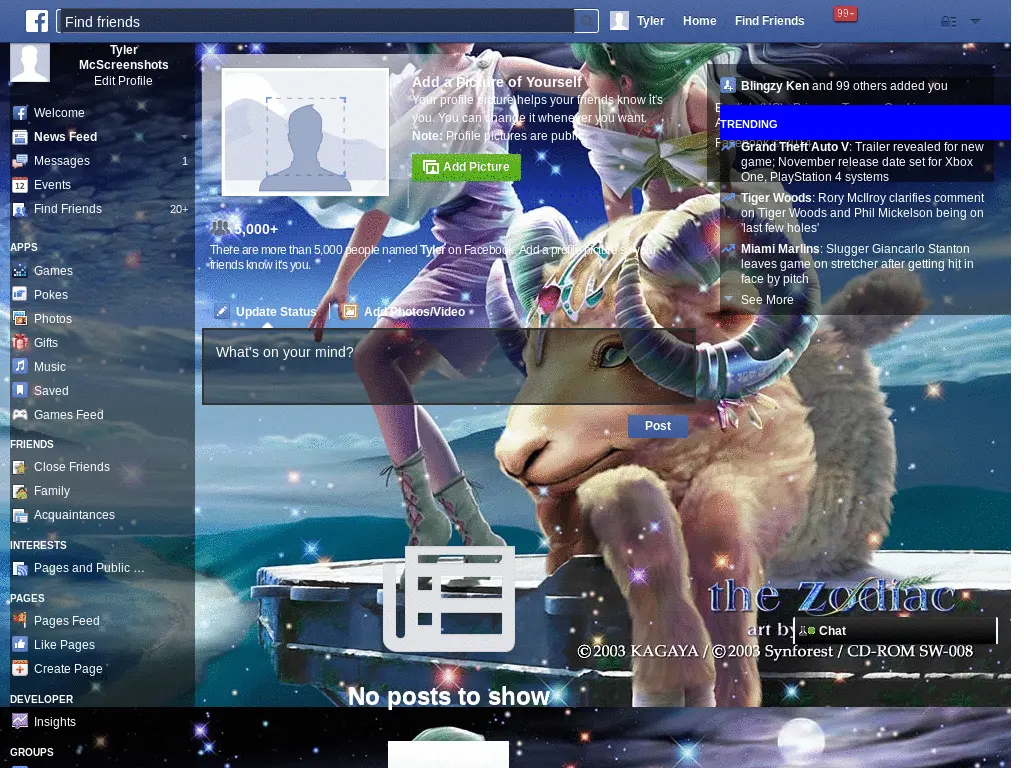 Find friends
Tyler
Home
Find Friends
99+
Tyler
McScreenshots
Edit Profile
Welcome
News Feed
Messages
1
12
Events
Find Friends
20+
APPS
Games
Pokes
Photos
Gifts
Music
Saved
Games Feed
FRIENDS
Close Friends
Family
Acquaintances
INTERESTS
Pages and Public ...
PAGES
Pages Feed
Like Pages
Create Page
DEVELOPER
Insights
GROUPS
Add a Picture of Yourself
Your profile picture helps your friends know it's
you. You can change it whenever you want.
Note: Profile pictures are public.
Add Picture
5,000+
There are more than 5,000 people named Tyler on Facebook. Add a profile picture so your
friends know it's you.
Update Status
Add Photos/Video
What's on your mind?
Post
No posts to show
Blingzy Ken and 99 others added you
TRENDING
Grand Theft Auto V: Trailer revealed for new
game; November release date set for Xbox
One, PlayStation 4 systems
Tiger Woods: Rory McIlroy clarifies comment
on Tiger Woods and Phil Mickelson being on
'last few holes'
Miami Marlins: Slugger Giancarlo Stanton
leaves game on stretcher after getting hit in
face by pitch
See More
the Zodiac
art by
Chat
©2003 KAGAYA / ©2003 Synforest / CD-ROM SW-008